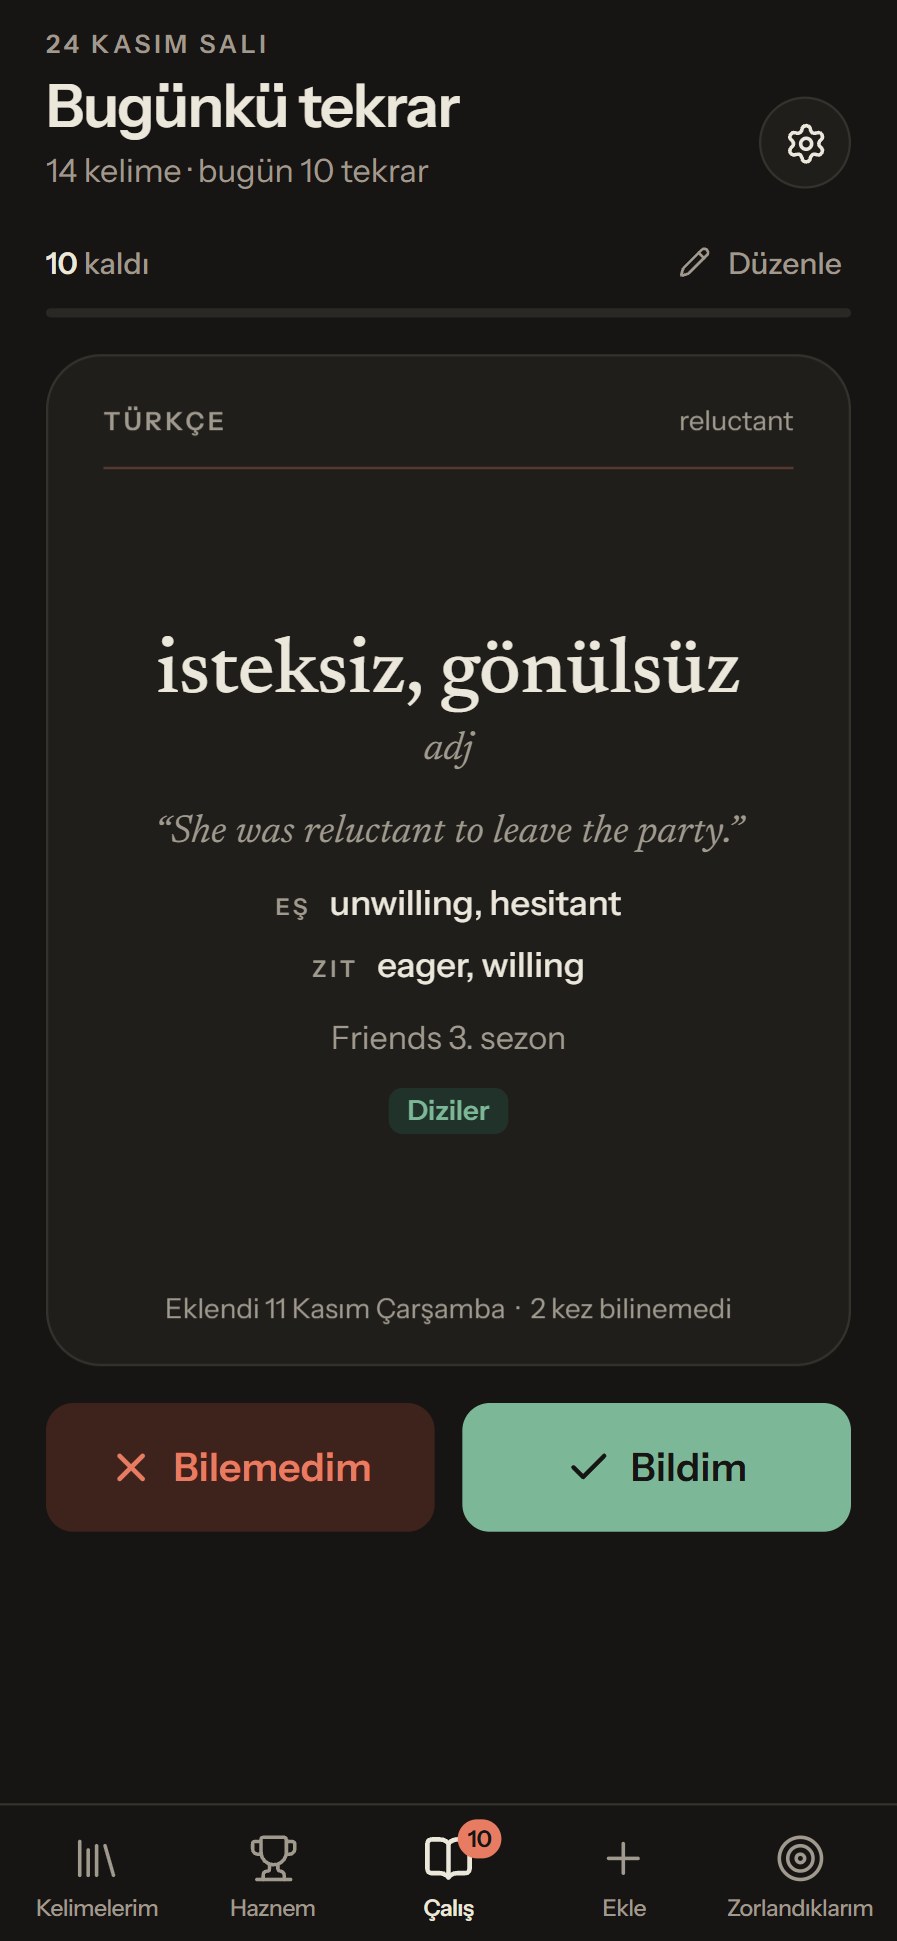 24 KASIM SALI
Bugünkü tekrar
14 kelime · bugün 10 tekrar
10 kaldı
Düzenle
TÜRKÇE
reluctant
isteksiz, gönülsüz
adj
“She was reluctant to leave the party.”
EŞ unwilling, hesitant
ZIT eager, willing
Friends 3. sezon
Diziler
Eklendi 11 Kasım Çarşamba · 2 kez bilinemedi
Bilemedim
Bildim
10
Kelimelerim
Haznem
Çalış
Ekle
Zorlandıklarım